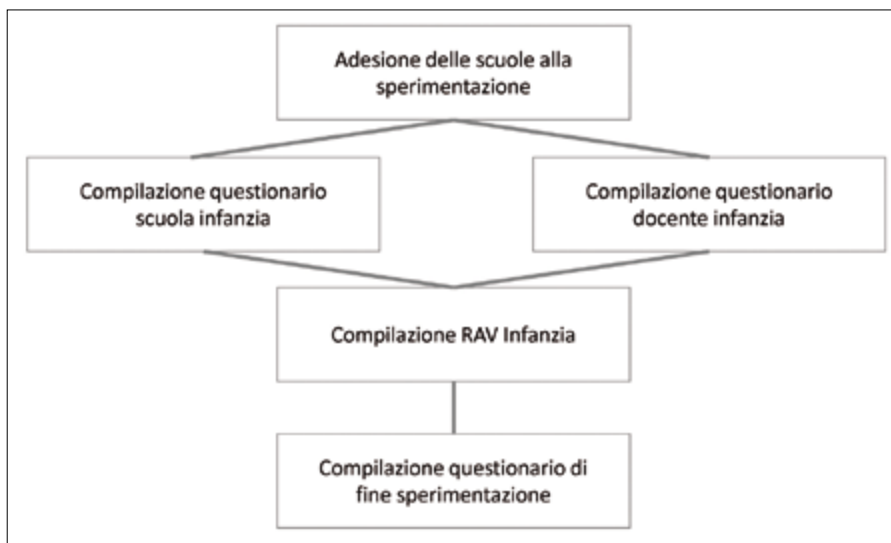 Adesione delle scuole alla
sperimentazione
Compilazione questionario
scuola infanzia
Compilazione questionario
docente infanzia
Compilazione RAV Infanzia
Compilazione questionario di
fine sperimentazione